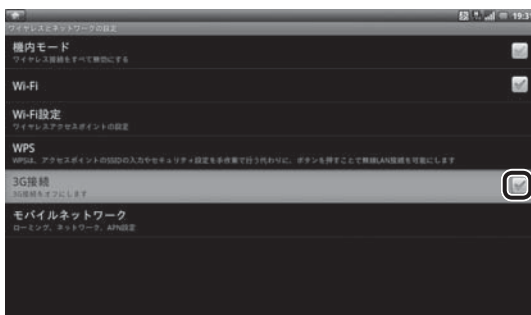 19:31
ワイヤレスとネットワークの設定
機内モード
ワイヤレス接続をすべて無効にする
Wi-Fi
Wi-Fi設定
ワイヤレスアクセスポイントの設定
WPS
WPSは、アクセスポイントのSSIDの入力やセキュリティ設定を手作業で行う代わりに、ボタンを押すことで無線LAN接続を可能にします
3G接続
3G接続をオフにします
モバイルネットワーク
ローミング、ネットワーク、APN設定